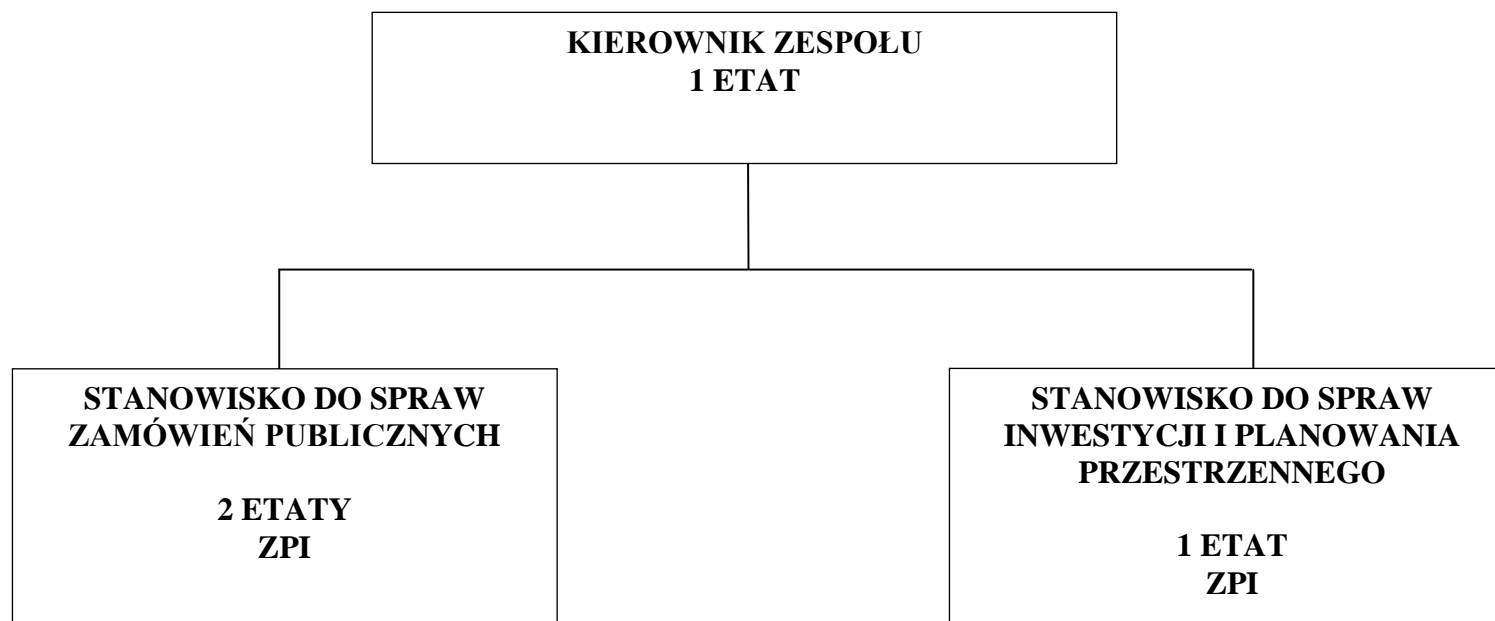 KIEROWNIK ZESPOŁU
1 ETAT
STANOWISKO DO SPRAW
ZAMÓWIEŃ PUBLICZNYCH
2 ETATY
ZPI
STANOWISKO DO SPRAW
INWESTYCJI I PLANOWANIA
PRZESTRZENNEGO
1 ETAT
ZPI